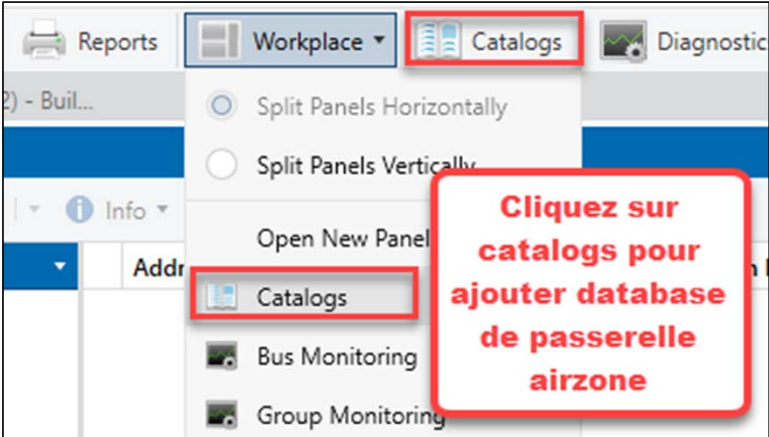 Reports Workplace Catalogs Diagnostic
2) - Buil...
Split Panels Horizontally
Split Panels Vertically
Info
Open New Panel
Addr
Catalogs
Bus Monitoring
Group Monitoring
Cliquez sur
catalogs pour
ajouter database
de passerelle
airzone